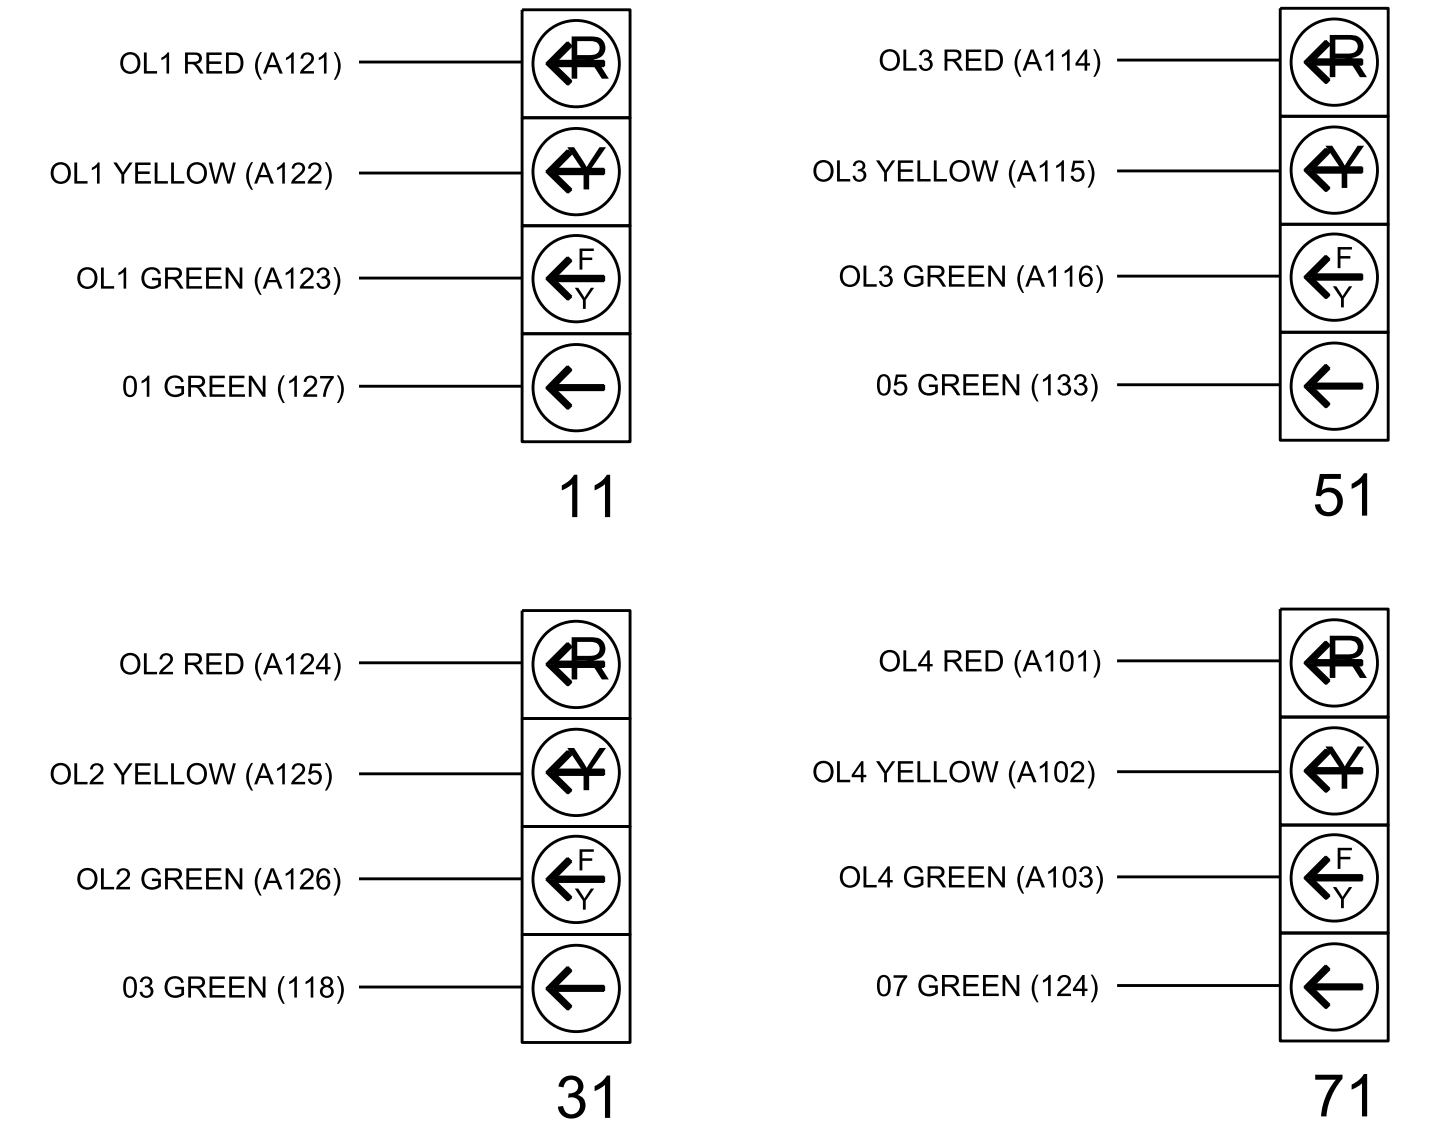 OL1 RED (A121)
R
OL1 YELLOW (A122)
Y
OL1 GREEN (A123)
F
Y
01 GREEN (127)
11
OL3 RED (A114)
R
OL3 YELLOW (A115)
Y
OL3 GREEN (A116)
F
Y
05 GREEN (133)
51
OL2 RED (A124)
R
OL2 YELLOW (A125)
Y
OL2 GREEN (A126)
F
Y
03 GREEN (118)
31
OL4 RED (A101)
R
OL4 YELLOW (A102)
Y
OL4 GREEN (A103)
F
Y
07 GREEN (124)
71